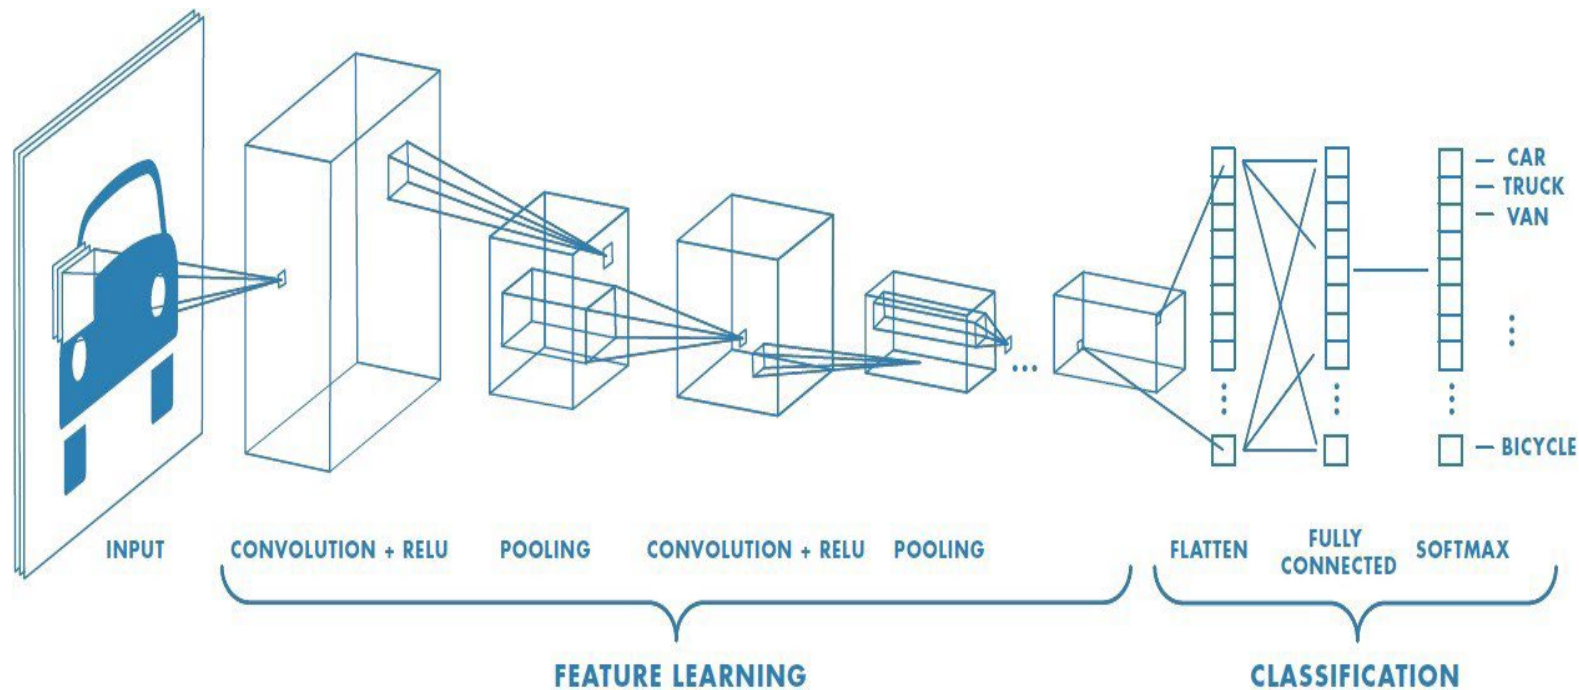 CAR
TRUCK
VAN
BICYCLE
INPUT
CONVOLUTION + RELU
POOLING
CONVOLUTION + RELU
POOLING
FLATTEN
FULLY
CONNECTED
SOFTMAX
FEATURE LEARNING
CLASSIFICATION